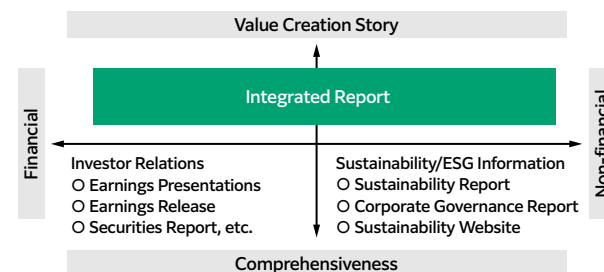 Value Creation Story
Integrated Report
Financial
Non-financial
Investor Relations
○ Earnings Presentations
○ Earnings Release
○ Securities Report, etc.
Sustainability/ESG Information
○ Sustainability Report
○ Corporate Governance Report
○ Sustainability Website
Comprehensiveness